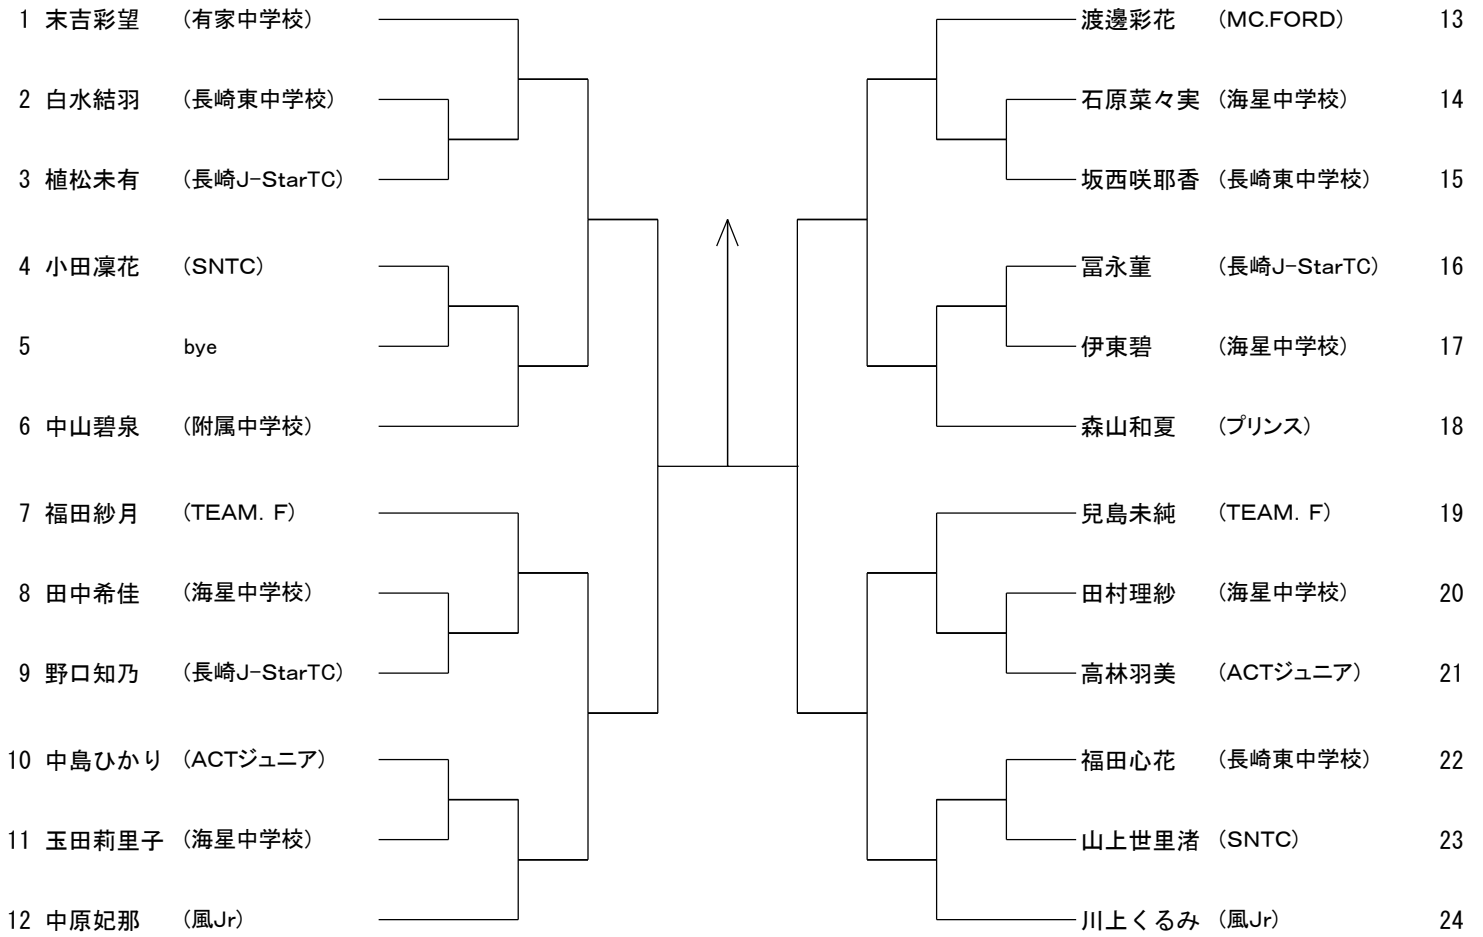 1 末吉彩望 (有家中学校)
2 白水結羽 (長崎東中学校)
3 植松未有 (長崎J-StarTC)
4 小田凜花 (SNTC)
5 bye
6 中山碧泉 (附属中学校)
7 福田紗月 (TEAM. F)
8 田中希佳 (海星中学校)
9 野口知乃 (長崎J-StarTC)
10 中島ひかり (ACTジュニア)
11 玉田莉里子 (海星中学校)
12 中原妃那 (風Jr)
渡邊彩花 (MC.FORD) 13
石原菜々実 (海星中学校) 14
坂西咲耶香 (長崎東中学校) 15
冨永菫 (長崎J-StarTC) 16
伊東碧 (海星中学校) 17
森山和夏 (プリンス) 18
兒島未純 (TEAM. F) 19
田村理紗 (海星中学校) 20
高林羽美 (ACTジュニア) 21
福田心花 (長崎東中学校) 22
山上世里渚 (SNTC) 23
川上くるみ (風Jr) 24